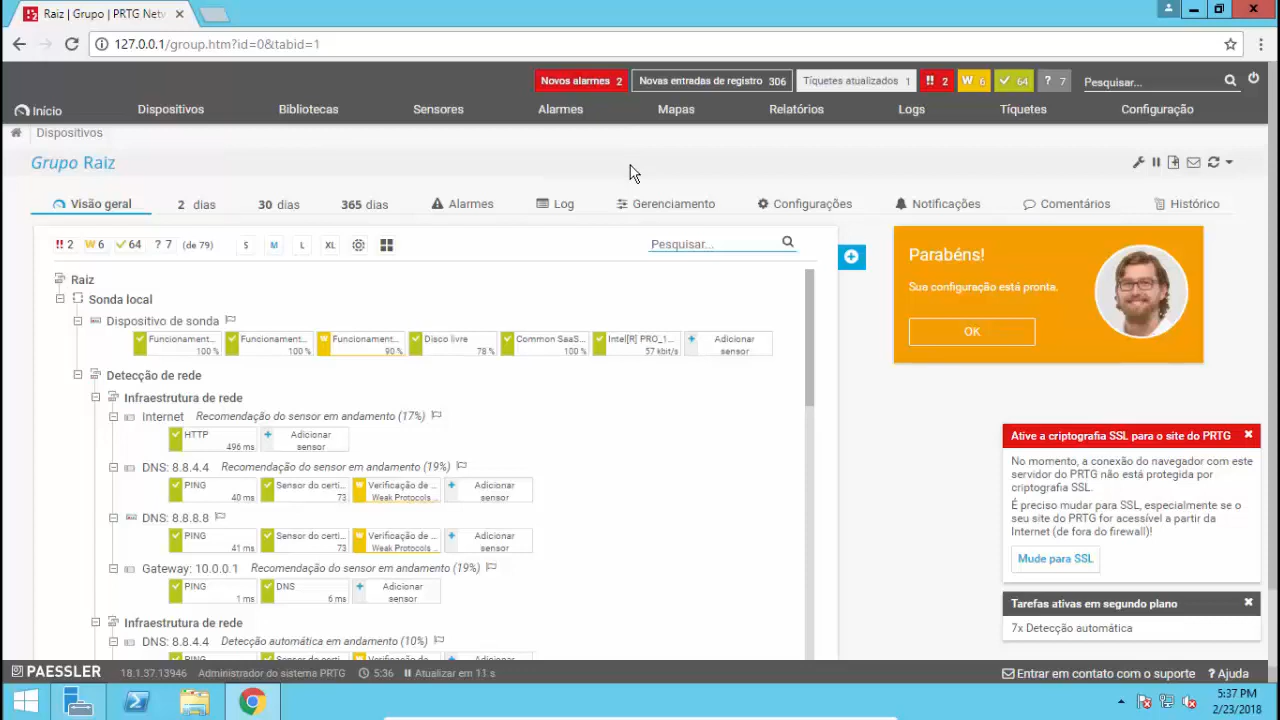 Raiz | Grupo | PRTG Netw
127.0.0.1/group.htm?id=0&tabid=1
Novos alarmes 2
Novas entradas de registro 306
Tíquetes atualizados 1
!! 2
W 6
64
? 7
Pesquisar...
Início
Dispositivos
Bibliotecas
Sensores
Alarmes
Mapas
Relatórios
Logs
Tíquetes
Configuração
Dispositivos
Grupo Raiz
Visão geral
2 dias
30 dias
365 dias
Alarmes
Log
Gerenciamento
Configurações
Notificações
Comentários
Histórico
!! 2 W 6 64 ? 7 (de 79) S M L XL
Pesquisar...
Raiz
Sonda local
Dispositivo de sonda
Funcionament...
100 %
Funcionament...
100 %
W Funcionament...
90 %
Disco livre
78 %
Common SaaS...
100 %
Intel[R] PRO_1...
57 kbit/s
Adicionar
sensor
Detecção de rede
Infraestrutura de rede
Internet Recomendação do sensor em andamento (17%)
HTTP
496 ms
Adicionar
sensor
DNS: 8.8.4.4 Recomendação do sensor em andamento (19%)
PING
40 ms
Sensor do certi...
73
W Verificação de ...
Weak Protocols ...
Adicionar
sensor
DNS: 8.8.8.8
PING
41 ms
Sensor do certi...
73
W Verificação de ...
Weak Protocols ...
Adicionar
sensor
Gateway: 10.0.0.1 Recomendação do sensor em andamento (19%)
PING
1 ms
DNS
6 ms
Adicionar
sensor
Infraestrutura de rede
DNS: 8.8.4.4 Detecção automática em andamento (10%)
PING
Sensor do certi...
W Verificação de ...
Adicionar
Parabéns!
Sua configuração está pronta.
OK
Ative a criptografia SSL para o site do PRTG
No momento, a conexão do navegador com este
servidor do PRTG não está protegida por
criptografia SSL.
É preciso mudar para SSL, especialmente se o
seu site do PRTG for acessível a partir da
Internet (de fora do firewall)!
Mude para SSL
Tarefas ativas em segundo plano
7x Detecção automática
PAESSLER
18.1.37.13946
Administrador do sistema PRTG
5:36
Atualizar em 11 s
Entrar em contato com o suporte
? Ajuda
5:37 PM
2/23/2018